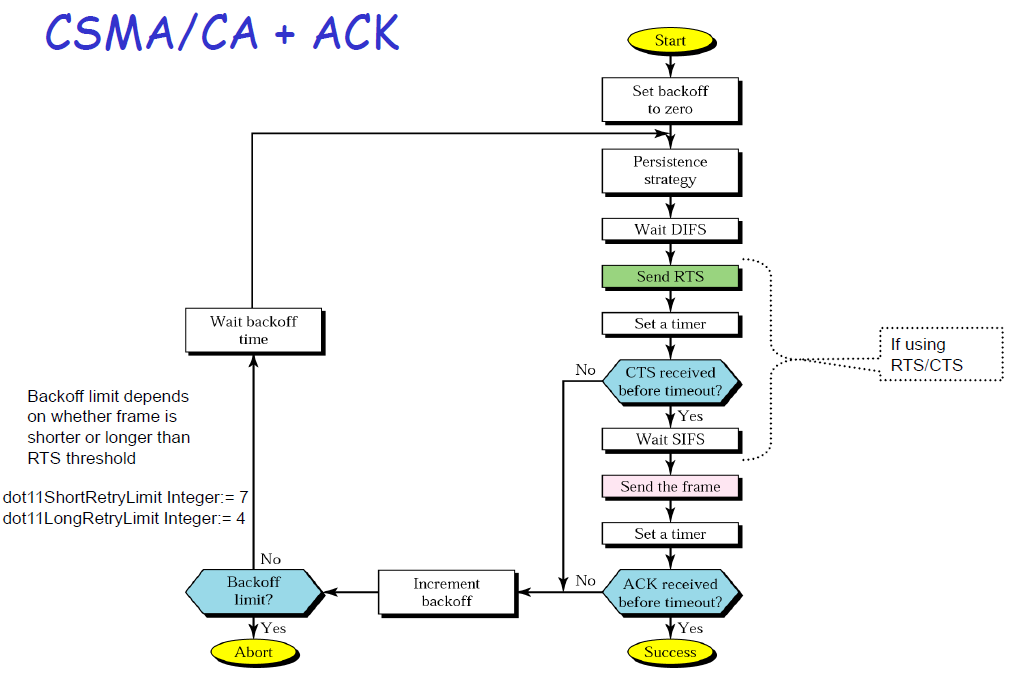 CSMA/CA + ACK
Start
Set backoff
to zero
Persistence
strategy
Wait DIFS
Send RTS
Set a timer
CTS received
before timeout?
No
Yes
Wait SIFS
If using
RTS/CTS
Send the frame
Set a timer
ACK received
before timeout?
No
Yes
Success
Increment
backoff
Backoff
limit?
No
Yes
Abort
Wait backoff
time
Backoff limit depends
on whether frame is
shorter or longer than
RTS threshold
dot11ShortRetryLimit Integer:= 7
dot11LongRetryLimit Integer:= 4